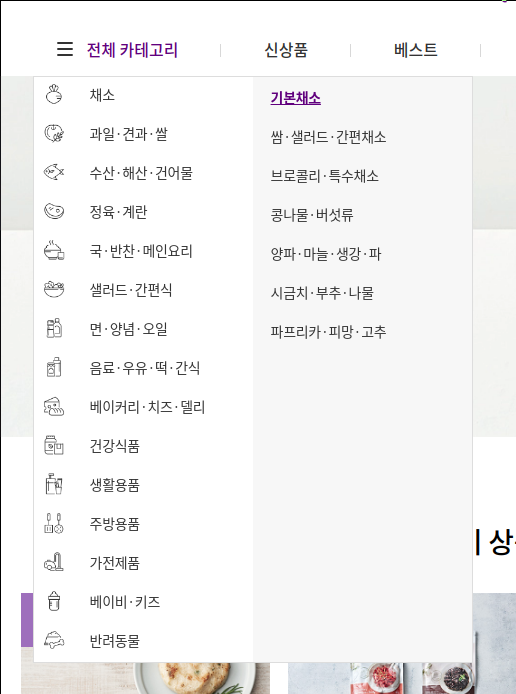 전체 카테고리
신상품
베스트
채소
과일·견과·쌀
수산·해산·건어물
정육·계란
국·반찬·메인요리
샐러드·간편식
면·양념·오일
음료·우유·떡·간식
베이커리·치즈·델리
건강식품
생활용품
주방용품
가전제품
베이비·키즈
반려동물
기본채소
쌈·샐러드·간편채소
브로콜리·특수채소
콩나물·버섯류
양파·마늘·생강·파
시금치·부추·나물
파프리카·피망·고추
상